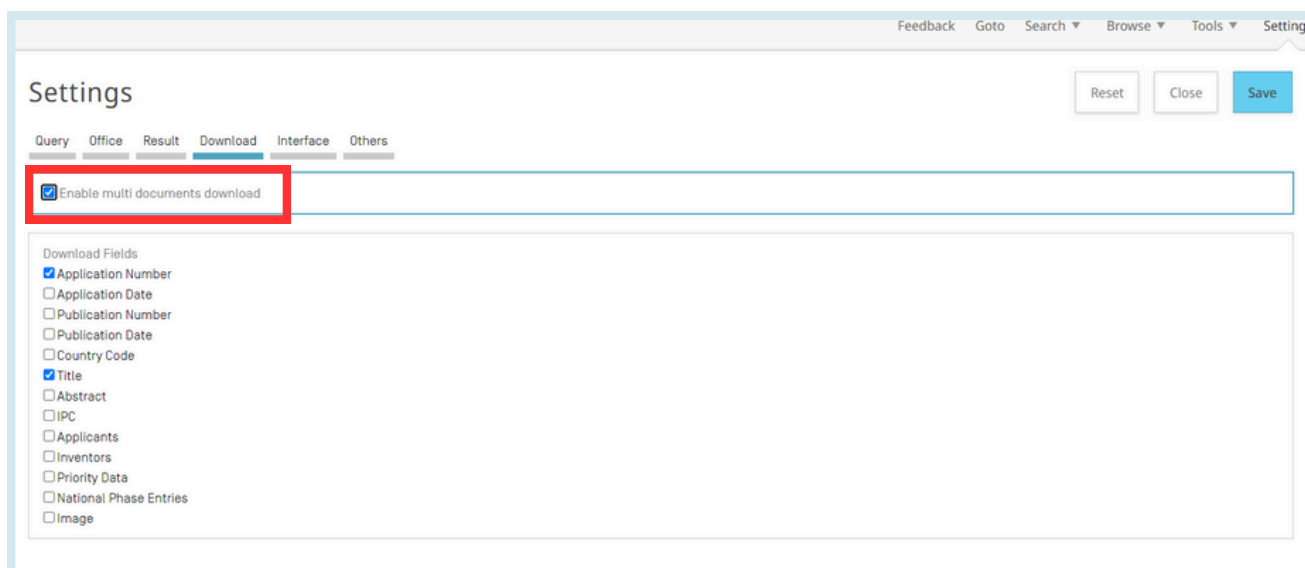 Feedback Goto Search ▼ Browse ▼ Tools ▼ Setting
Settings
Reset Close Save
Query Office Result Download Interface Others
Enable multi documents download
Download Fields
Application Number
Application Date
Publication Number
Publication Date
Country Code
Title
Abstract
IPC
Applicants
Inventors
Priority Data
National Phase Entries
Image